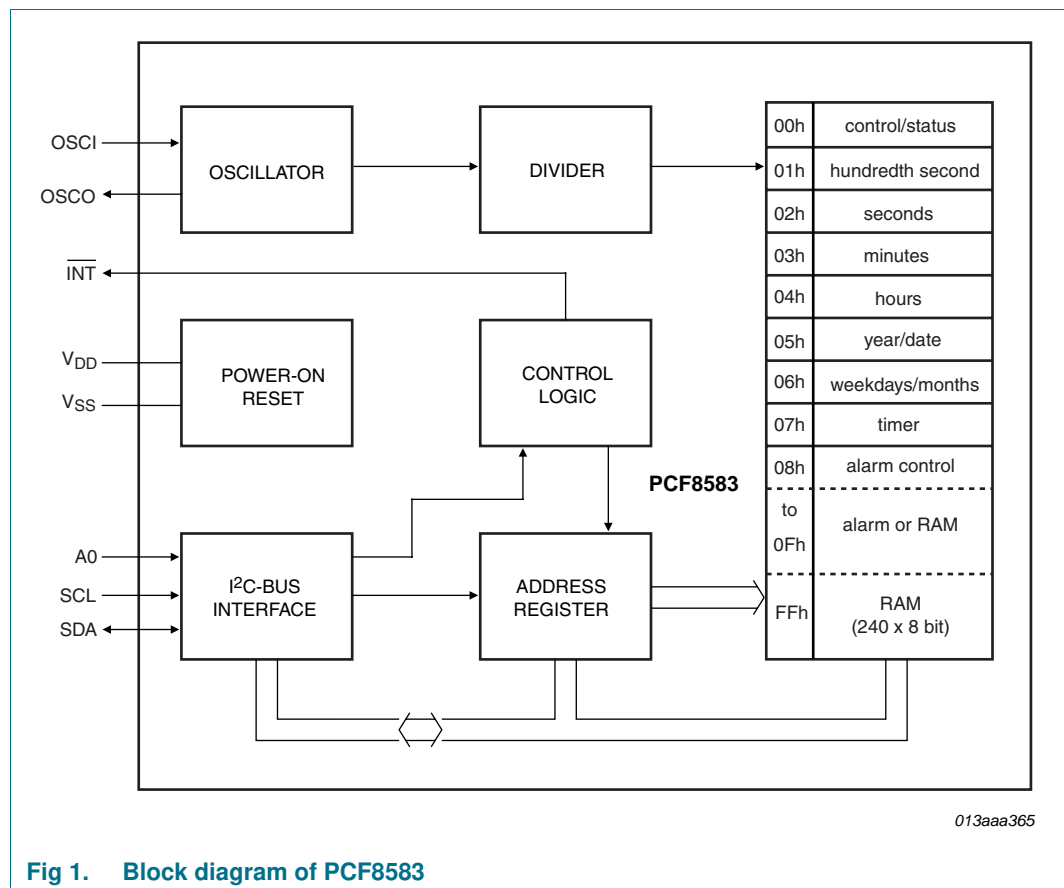 OSCI
OSCO
INT
VDD
VSS
A0
SCL
SDA
OSCILLATOR
DIVIDER
POWER-ON
RESET
CONTROL
LOGIC
PCF8583
I2C-BUS
INTERFACE
ADDRESS
REGISTER
00h control/status
01h hundredth second
02h seconds
03h minutes
04h hours
05h year/date
06h weekdays/months
07h timer
08h alarm control
to
0Fh
alarm or RAM
FFh
RAM
(240 x 8 bit)
013aaa365
Fig 1. Block diagram of PCF8583